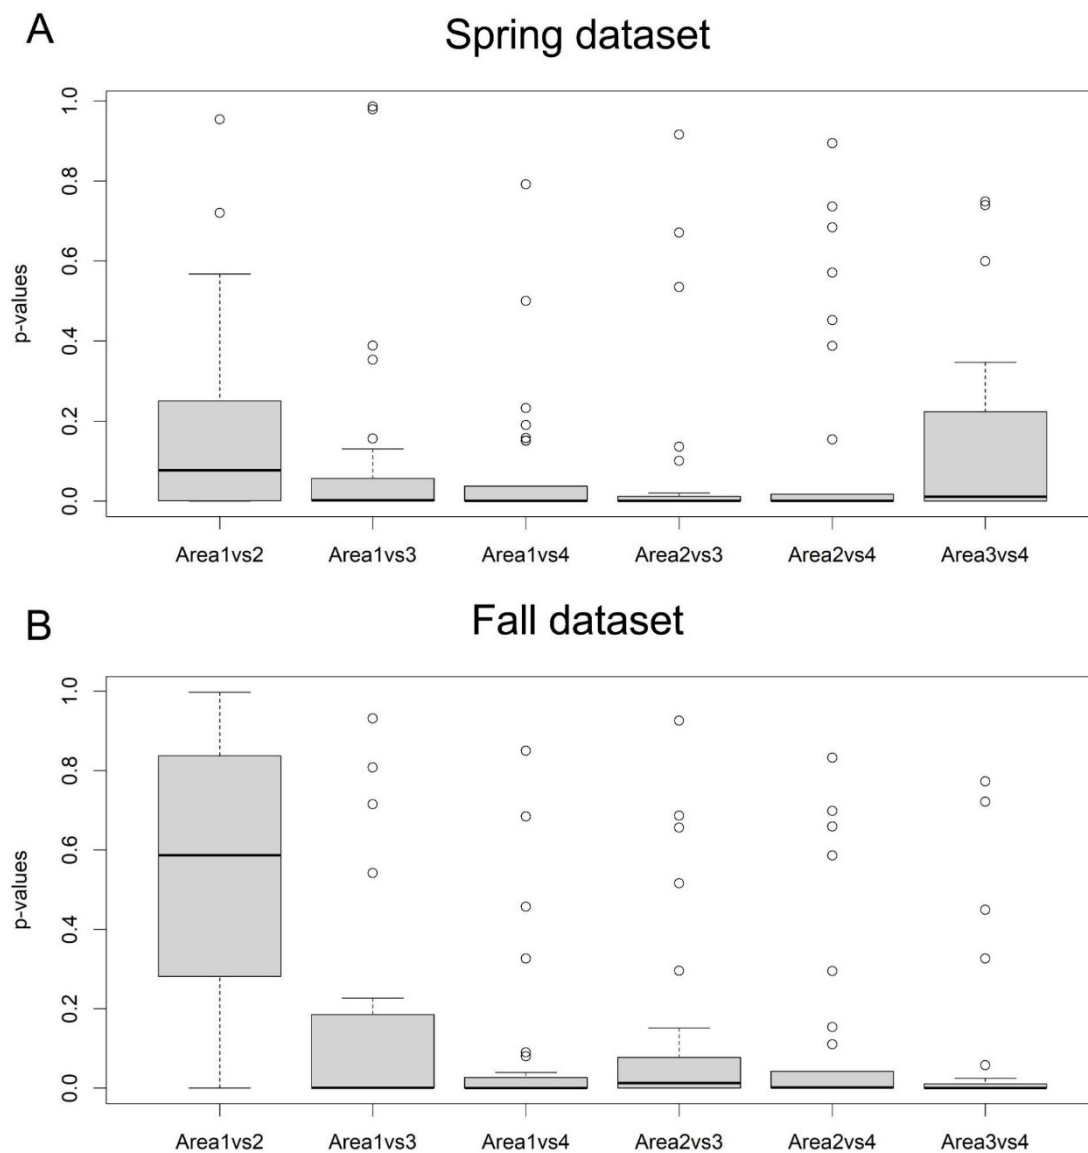 A
Spring dataset
1.0
0.8
0.6
0.4
0.2
0.0
p-values
Area1vs2 Area1vs3 Area1vs4 Area2vs3 Area2vs4 Area3vs4
B
Fall dataset
1.0
0.8
0.6
0.4
0.2
0.0
p-values
Area1vs2 Area1vs3 Area1vs4 Area2vs3 Area2vs4 Area3vs4